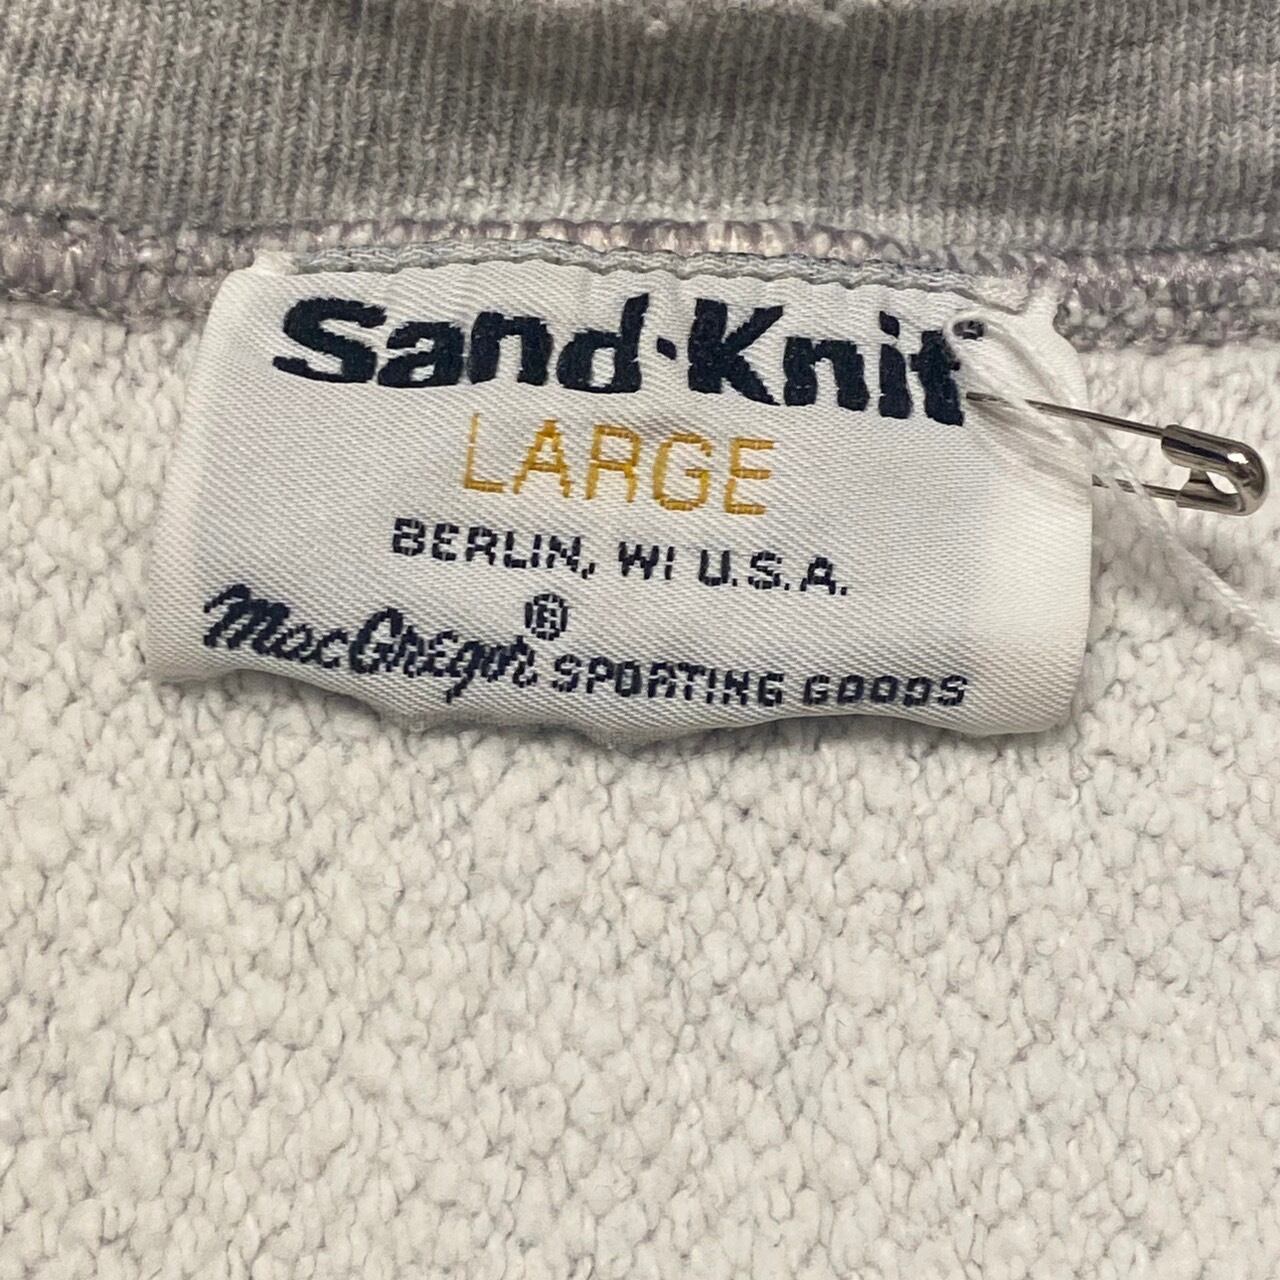 Sand·Knit
LARGE
BERLIN, WI U.S.A.
MacGregor® SPORTING GOODS